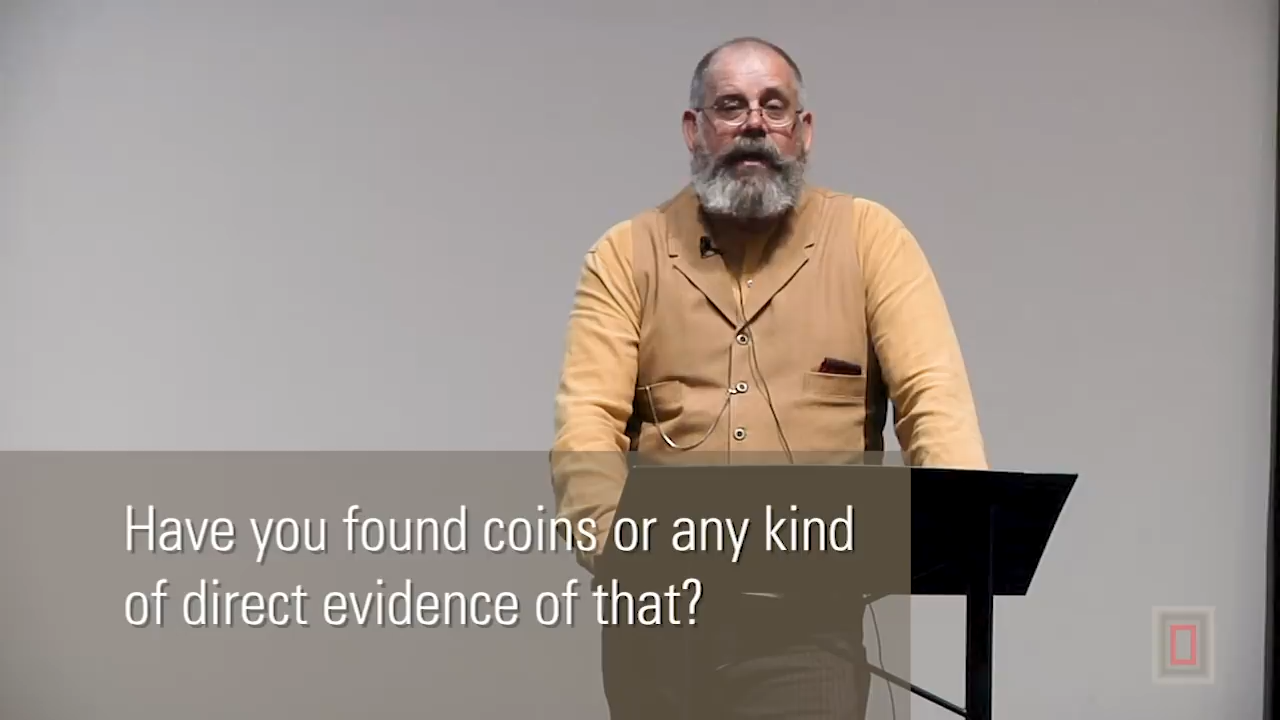 Have you found coins or any kind
of direct evidence of that?